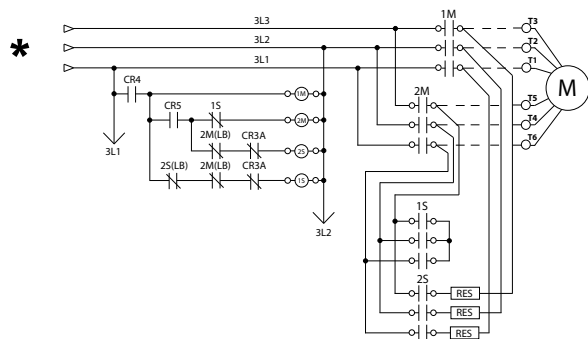 *
3L3
1M
T3
3L2
T2
3L1
T1
M
CR4
1M
2M
T5
CR5
1S
2M
T4
2M(LB)
CR3A
2S
T6
3L1
2S(LB)
2M(LB)
CR3A
1S
3L2
1S
2S
RES
RES
RES